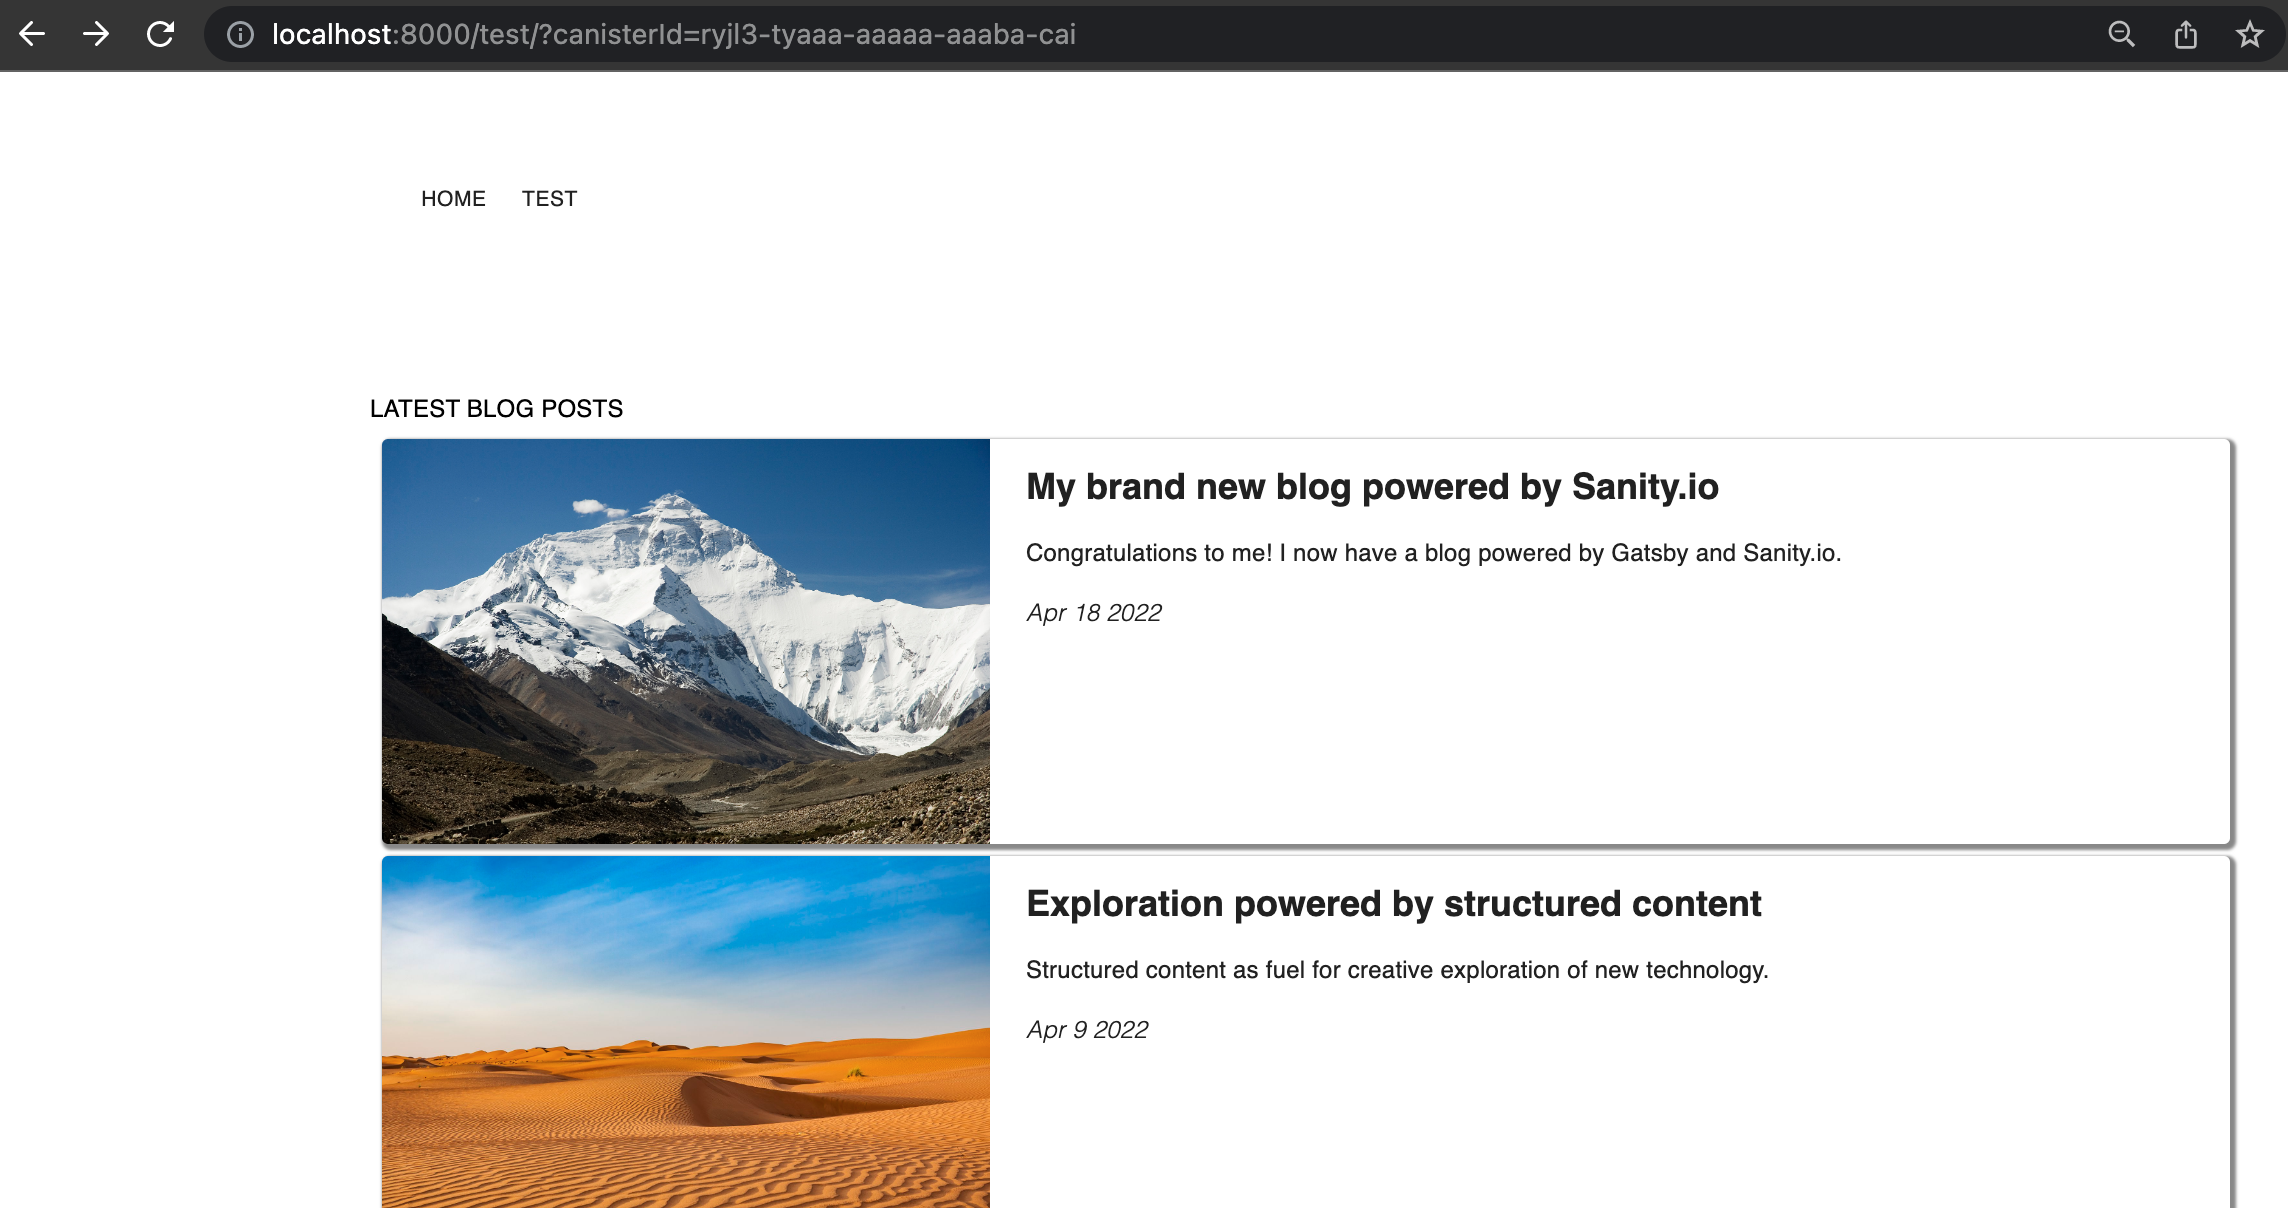 localhost:8000/test/?canisterId=ryjl3-tyaaa-aaaaa-aaaba-cai
HOME TEST
LATEST BLOG POSTS
My brand new blog powered by Sanity.io
Congratulations to me! I now have a blog powered by Gatsby and Sanity.io.
Apr 18 2022
Exploration powered by structured content
Structured content as fuel for creative exploration of new technology.
Apr 9 2022